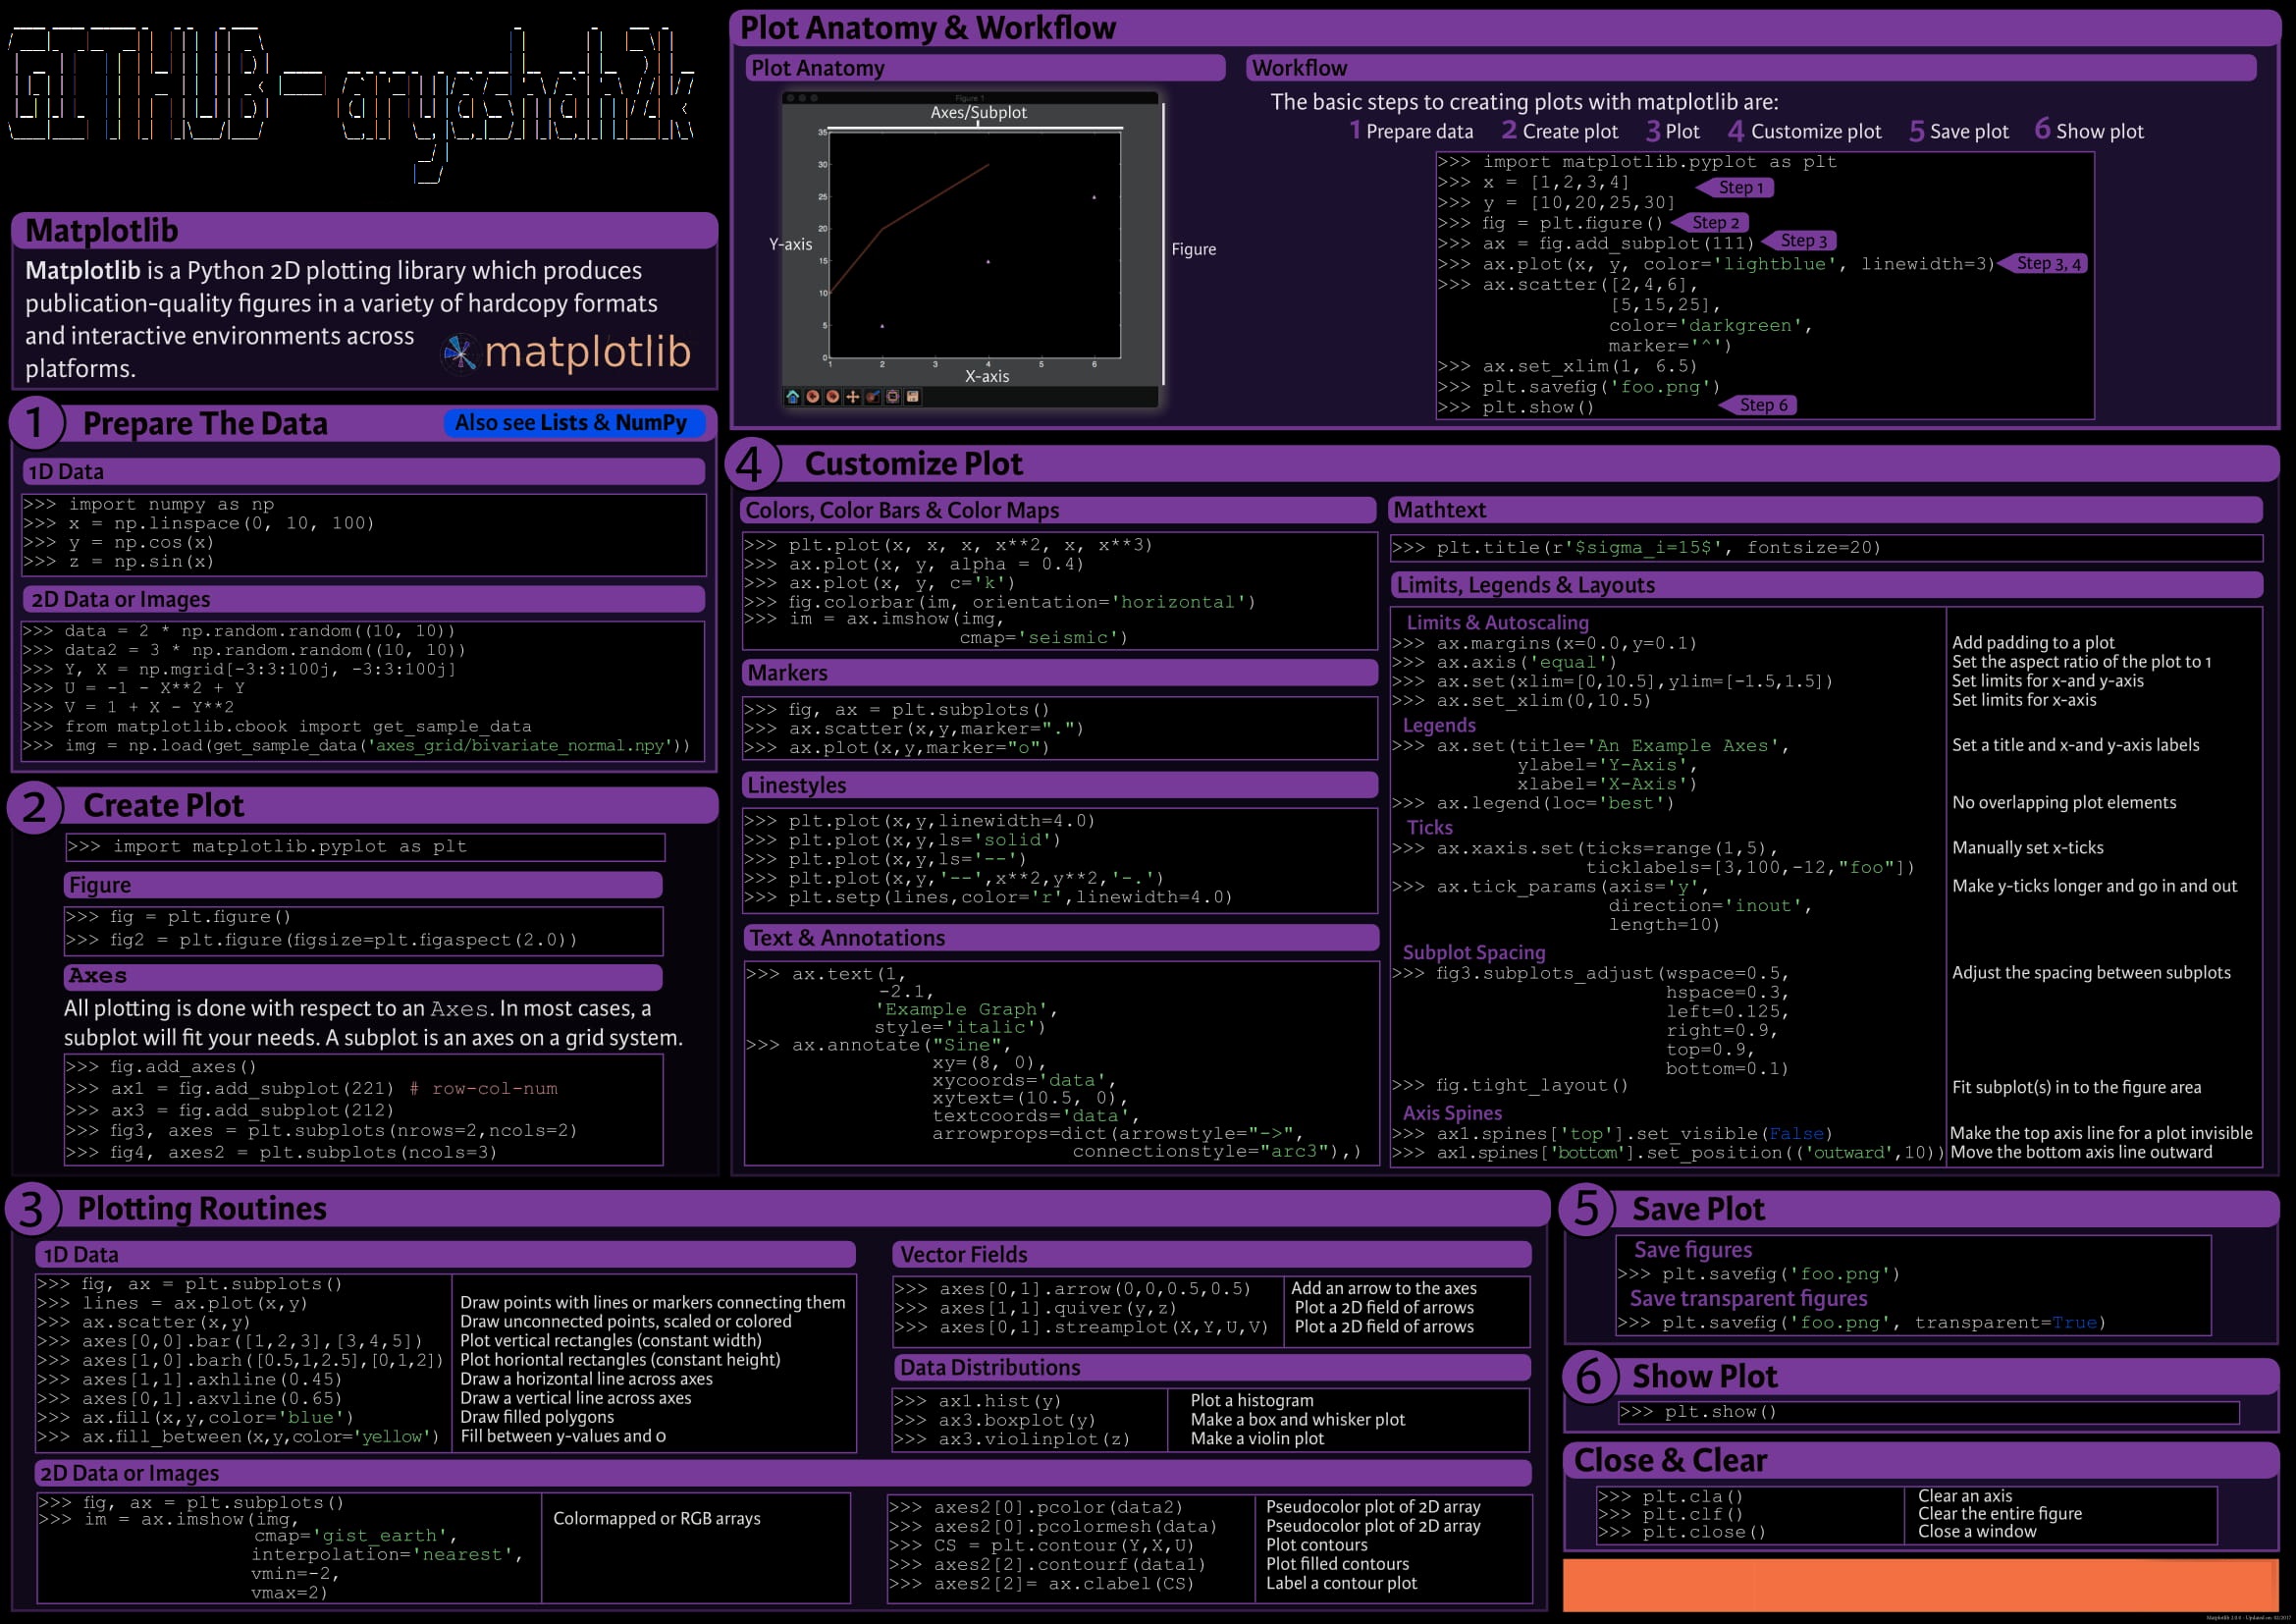 GITHUB-aryashah2k
Matplotlib
Matplotlib is a Python 2D plotting library which produces
publication-quality figures in a variety of hardcopy formats
and interactive environments across
platforms.
matplotlib
1 Prepare The Data
Also see Lists & NumPy
1D Data
>>> import numpy as np
>>> x = np.linspace(0, 10, 100)
>>> y = np.cos(x)
>>> z = np.sin(x)
2D Data or Images
>>> data = 2 * np.random.random((10, 10))
>>> data2 = 3 * np.random.random((10, 10))
>>> Y, X = np.mgrid[-3:3:100j, -3:3:100j]
>>> U = -1 - X**2 + Y
>>> V = 1 + X - Y**2
>>> from matplotlib.cbook import get_sample_data
>>> img = np.load(get_sample_data('axes_grid/bivariate_normal.npy'))
2 Create Plot
>>> import matplotlib.pyplot as plt
Figure
>>> fig = plt.figure()
>>> fig2 = plt.figure(figsize=plt.figaspect(2.0))
Axes
All plotting is done with respect to an Axes. In most cases, a
subplot will fit your needs. A subplot is an axes on a grid system.
>>> fig.add_axes()
>>> ax1 = fig.add_subplot(221) # row-col-num
>>> ax3 = fig.add_subplot(212)
>>> fig3, axes = plt.subplots(nrows=2,ncols=2)
>>> fig4, axes2 = plt.subplots(ncols=3)
Plot Anatomy & Workflow
Plot Anatomy
Figure 1
Axes/Subplot
35
30
25
20
15
10
5
0
Y-axis
1 2 3 4 5 6
X-axis
Figure
Workflow
The basic steps to creating plots with matplotlib are:
1 Prepare data 2 Create plot 3 Plot 4 Customize plot 5 Save plot 6 Show plot
>>> import matplotlib.pyplot as plt
>>> x = [1,2,3,4]
Step 1
>>> y = [10,20,25,30]
>>> fig = plt.figure() Step 2
>>> ax = fig.add_subplot(111) Step 3
>>> ax.plot(x, y, color='lightblue', linewidth=3) Step 3, 4
>>> ax.scatter([2,4,6],
[5,15,25],
color='darkgreen',
marker='^')
>>> ax.set_xlim(1, 6.5)
>>> plt.savefig('foo.png')
>>> plt.show() Step 6
4 Customize Plot
Colors, Color Bars & Color Maps
>>> plt.plot(x, x, x, x**2, x, x**3)
>>> ax.plot(x, y, alpha = 0.4)
>>> ax.plot(x, y, c='k')
>>> fig.colorbar(im, orientation='horizontal')
>>> im = ax.imshow(img,
cmap='seismic')
Markers
>>> fig, ax = plt.subplots()
>>> ax.scatter(x,y,marker=".")
>>> ax.plot(x,y,marker="o")
Linestyles
>>> plt.plot(x,y,linewidth=4.0)
>>> plt.plot(x,y,ls='solid')
>>> plt.plot(x,y,ls='--')
>>> plt.plot(x,y,'--',x**2,y**2,'-.')
>>> plt.setp(lines,color='r',linewidth=4.0)
Text & Annotations
>>> ax.text(1,
-2.1,
'Example Graph',
style='italic')
>>> ax.annotate("Sine",
xy=(8, 0),
xycoords='data',
xytext=(10.5, 0),
textcoords='data',
arrowprops=dict(arrowstyle="->",
connectionstyle="arc3"),)
Mathtext
>>> plt.title(r'$sigma_i=15$', fontsize=20)
Limits, Legends & Layouts
Limits & Autoscaling
>>> ax.margins(x=0.0,y=0.1) Add padding to a plot
>>> ax.axis('equal') Set the aspect ratio of the plot to 1
>>> ax.set(xlim=[0,10.5],ylim=[-1.5,1.5]) Set limits for x-and y-axis
>>> ax.set_xlim(0,10.5) Set limits for x-axis
Legends
>>> ax.set(title='An Example Axes', Set a title and x-and y-axis labels
ylabel='Y-Axis',
xlabel='X-Axis')
>>> ax.legend(loc='best') No overlapping plot elements
Ticks
>>> ax.xaxis.set(ticks=range(1,5), Manually set x-ticks
ticklabels=[3,100,-12,"foo"])
>>> ax.tick_params(axis='y', Make y-ticks longer and go in and out
direction='inout',
length=10)
Subplot Spacing
>>> fig3.subplots_adjust(wspace=0.5, Adjust the spacing between subplots
hspace=0.3,
left=0.125,
right=0.9,
top=0.9,
bottom=0.1)
>>> fig.tight_layout() Fit subplot(s) in to the figure area
Axis Spines
>>> ax1.spines['top'].set_visible(False) Make the top axis line for a plot invisible
>>> ax1.spines['bottom'].set_position(('outward',10)) Move the bottom axis line outward
3 Plotting Routines
1D Data
>>> fig, ax = plt.subplots()
>>> lines = ax.plot(x,y) Draw points with lines or markers connecting them
>>> ax.scatter(x,y) Draw unconnected points, scaled or colored
>>> axes[0,0].bar([1,2,3],[3,4,5]) Plot vertical rectangles (constant width)
>>> axes[1,0].barh([0.5,1,2.5],[0,1,2]) Plot horiontal rectangles (constant height)
>>> axes[1,1].axhline(0.45) Draw a horizontal line across axes
>>> axes[0,1].axvline(0.65) Draw a vertical line across axes
>>> ax.fill(x,y,color='blue') Draw filled polygons
>>> ax.fill_between(x,y,color='yellow') Fill between y-values and 0
Vector Fields
>>> axes[0,1].arrow(0,0,0.5,0.5) Add an arrow to the axes
>>> axes[1,1].quiver(y,z) Plot a 2D field of arrows
>>> axes[0,1].streamplot(X,Y,U,V) Plot a 2D field of arrows
Data Distributions
>>> ax1.hist(y) Plot a histogram
>>> ax3.boxplot(y) Make a box and whisker plot
>>> ax3.violinplot(z) Make a violin plot
2D Data or Images
>>> fig, ax = plt.subplots()
>>> im = ax.imshow(img, Colormapped or RGB arrays
cmap='gist_earth',
interpolation='nearest',
vmin=-2,
vmax=2)
>>> axes2[0].pcolor(data2) Pseudocolor plot of 2D array
>>> axes2[0].pcolormesh(data) Pseudocolor plot of 2D array
>>> CS = plt.contour(Y,X,U) Plot contours
>>> axes2[2].contourf(data1) Plot filled contours
>>> axes2[2]= ax.clabel(CS) Label a contour plot
5 Save Plot
Save figures
>>> plt.savefig('foo.png')
Save transparent figures
>>> plt.savefig('foo.png', transparent=True)
6 Show Plot
>>> plt.show()
Close & Clear
>>> plt.cla() Clear an axis
>>> plt.clf() Clear the entire figure
>>> plt.close() Close a window